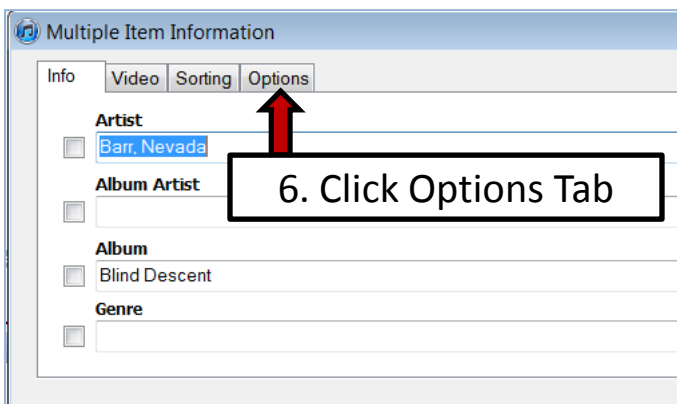 Multiple Item Information
Info Video Sorting Options
Artist
Barr, Nevada
6. Click Options Tab
Album Artist
Album
Blind Descent
Genre